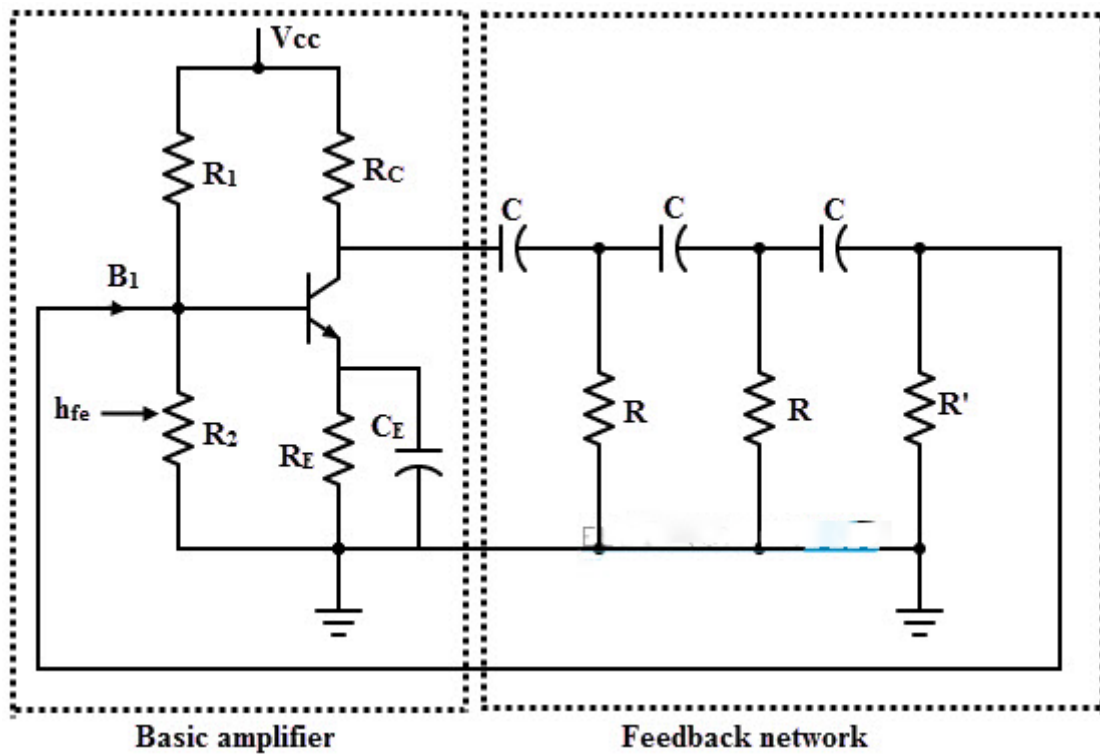 Vcc
R1
RC
C
C
C
B1
hfe
R2
RE
CE
R
R
R'
Basic amplifier
Feedback network